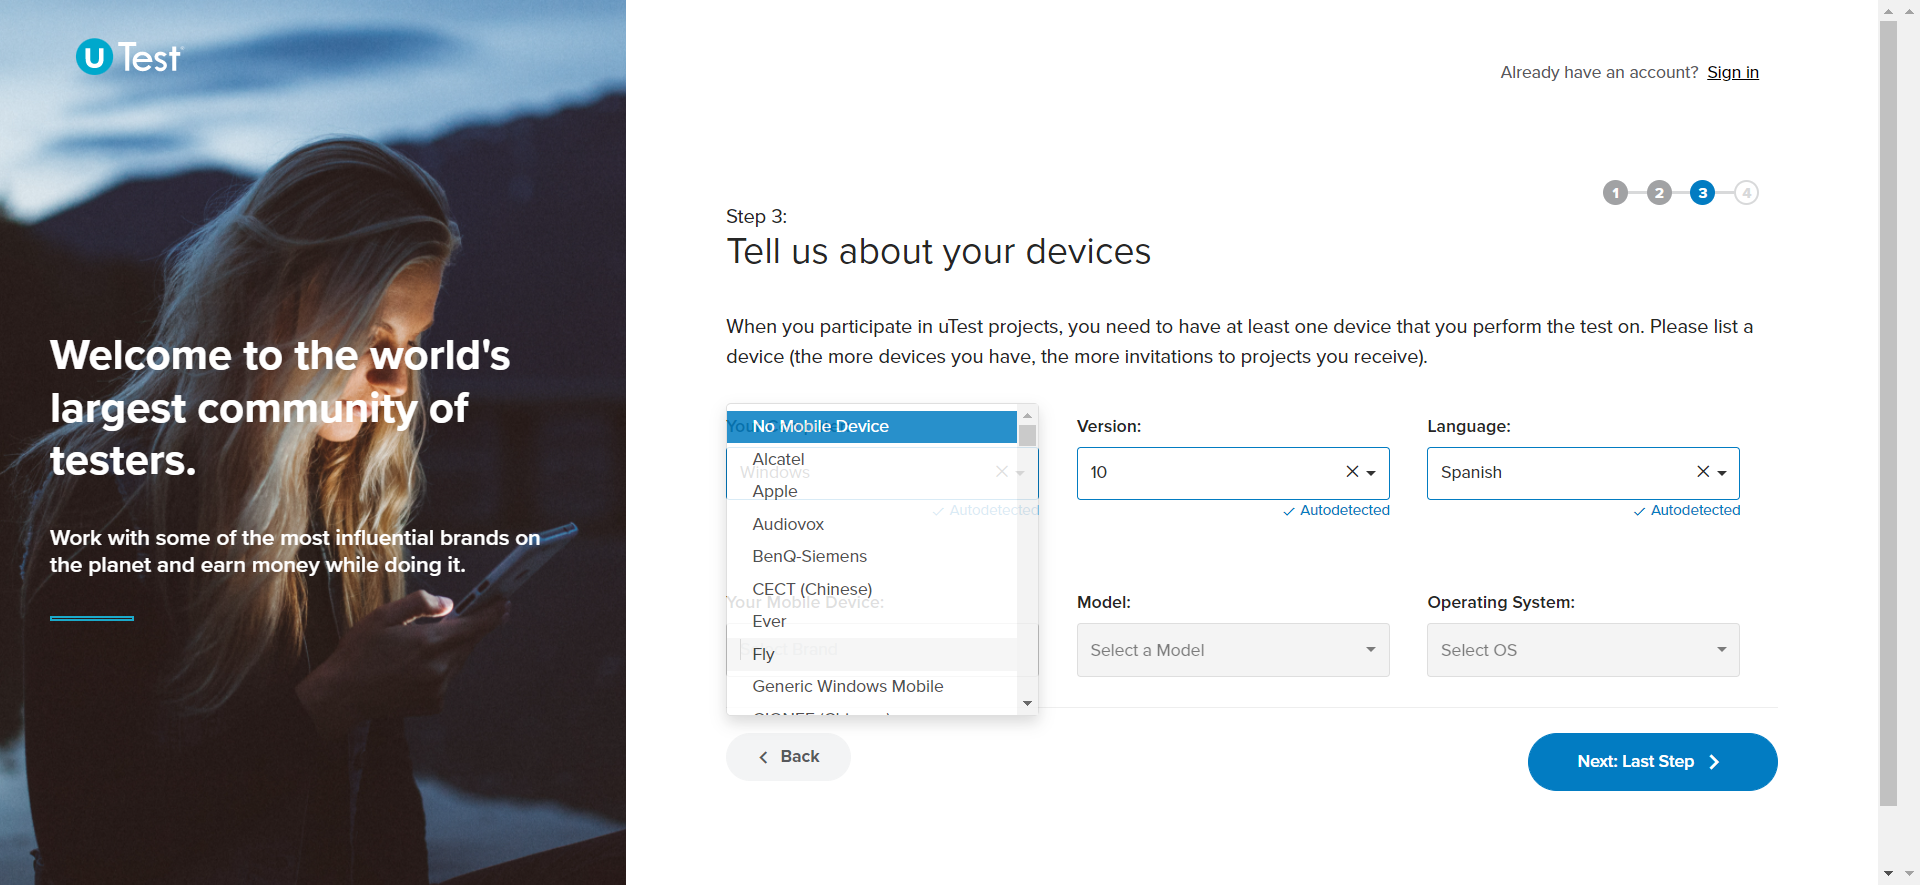 U Test
Already have an account? Sign in
1 2 3 4
Step 3:
Tell us about your devices
When you participate in uTest projects, you need to have at least one device that you perform the test on. Please list a
device (the more devices you have, the more invitations to projects you receive).
Welcome to the world's
largest community of
testers.
Work with some of the most influential brands on
the planet and earn money while doing it.
No Mobile Device
Alcatel
Apple
Audiovox
BenQ-Siemens
CECT (Chinese)
Ever
Fly
Generic Windows Mobile
Windows
Autodetected
Version:
10
Autodetected
Language:
Spanish
Autodetected
Your Mobile Device:
Select Brand
Model:
Select a Model
Operating System:
Select OS
Back
Next: Last Step